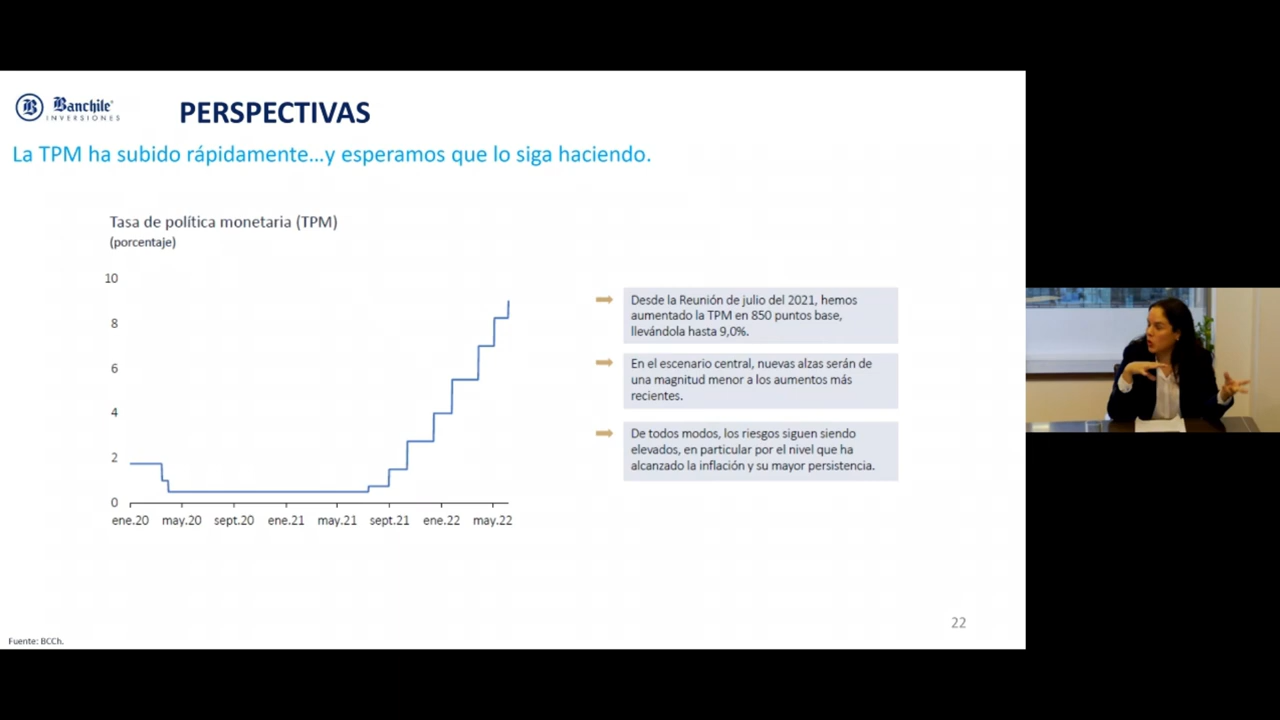 Banchile
INVERSIONES
PERSPECTIVAS
La TPM ha subido rápidamente...y esperamos que lo siga haciendo.
Tasa de política monetaria (TPM)
(porcentaje)
10
8
6
4
2
0
ene.20 may.20 sept.20 ene.21 may.21 sept.21 ene.22 may.22
Desde la Reunión de julio del 2021, hemos
aumentado la TPM en 850 puntos base,
llevándola hasta 9,0%.
En el escenario central, nuevas alzas serán de
una magnitud menor a los aumentos más
recientes.
De todos modos, los riesgos siguen siendo
elevados, en particular por el nivel que ha
alcanzado la inflación y su mayor persistencia.
22
Fuente: BCCh.